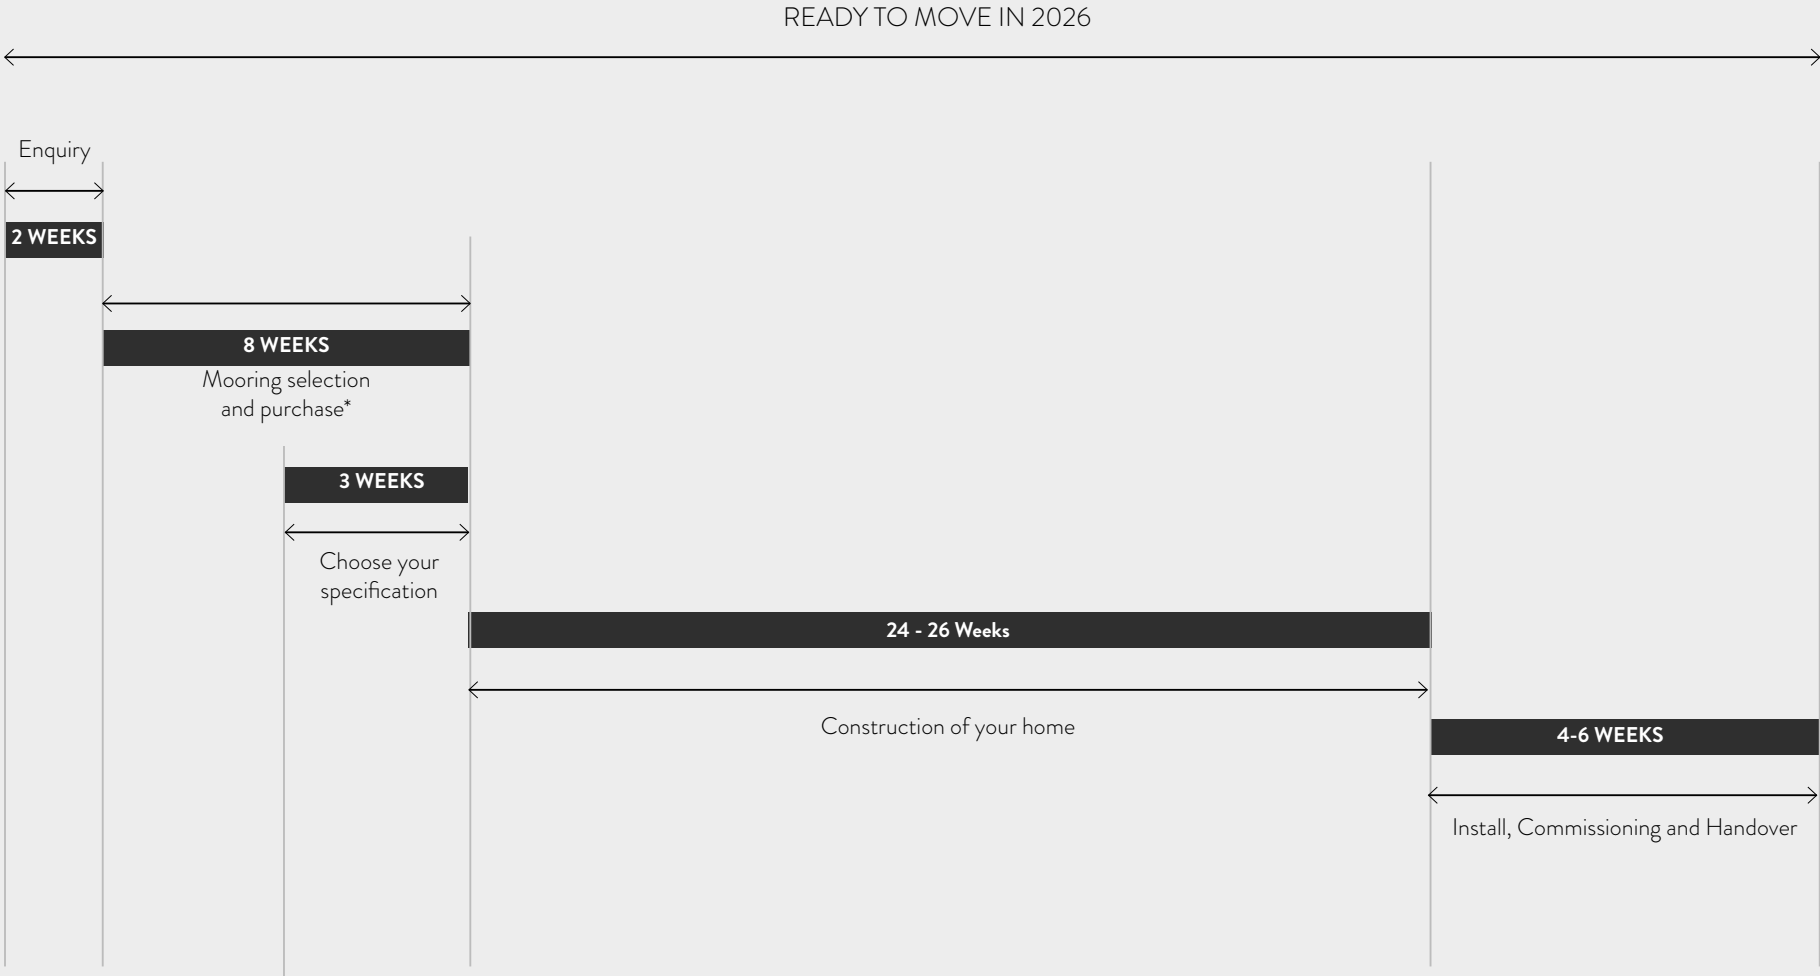 READY TO MOVE IN 2026
Enquiry
2 WEEKS
8 WEEKS
Mooring selection
and purchase*
3 WEEKS
Choose your
specification
24 - 26 Weeks
Construction of your home
4-6 WEEKS
Install, Commissioning and Handover